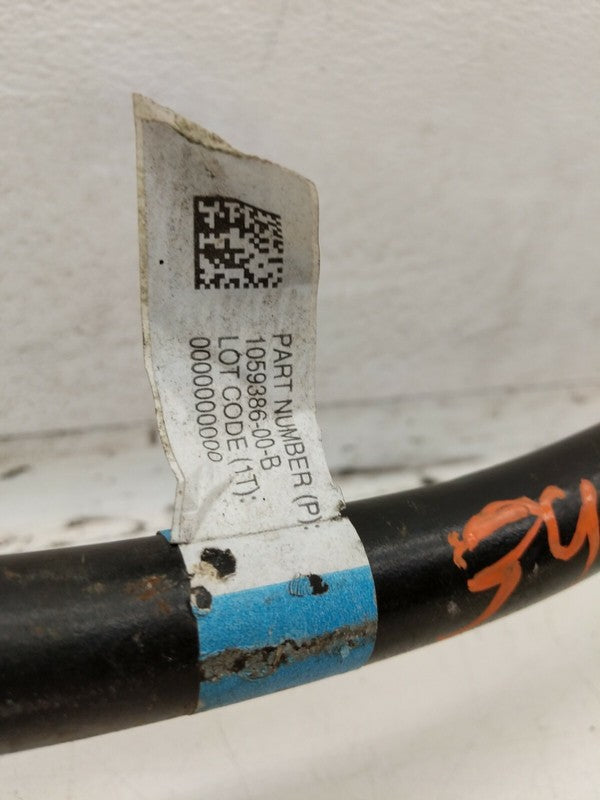 PART NUMBER (P):
1059386-00-B
LOT CODE (1T):
0000000000